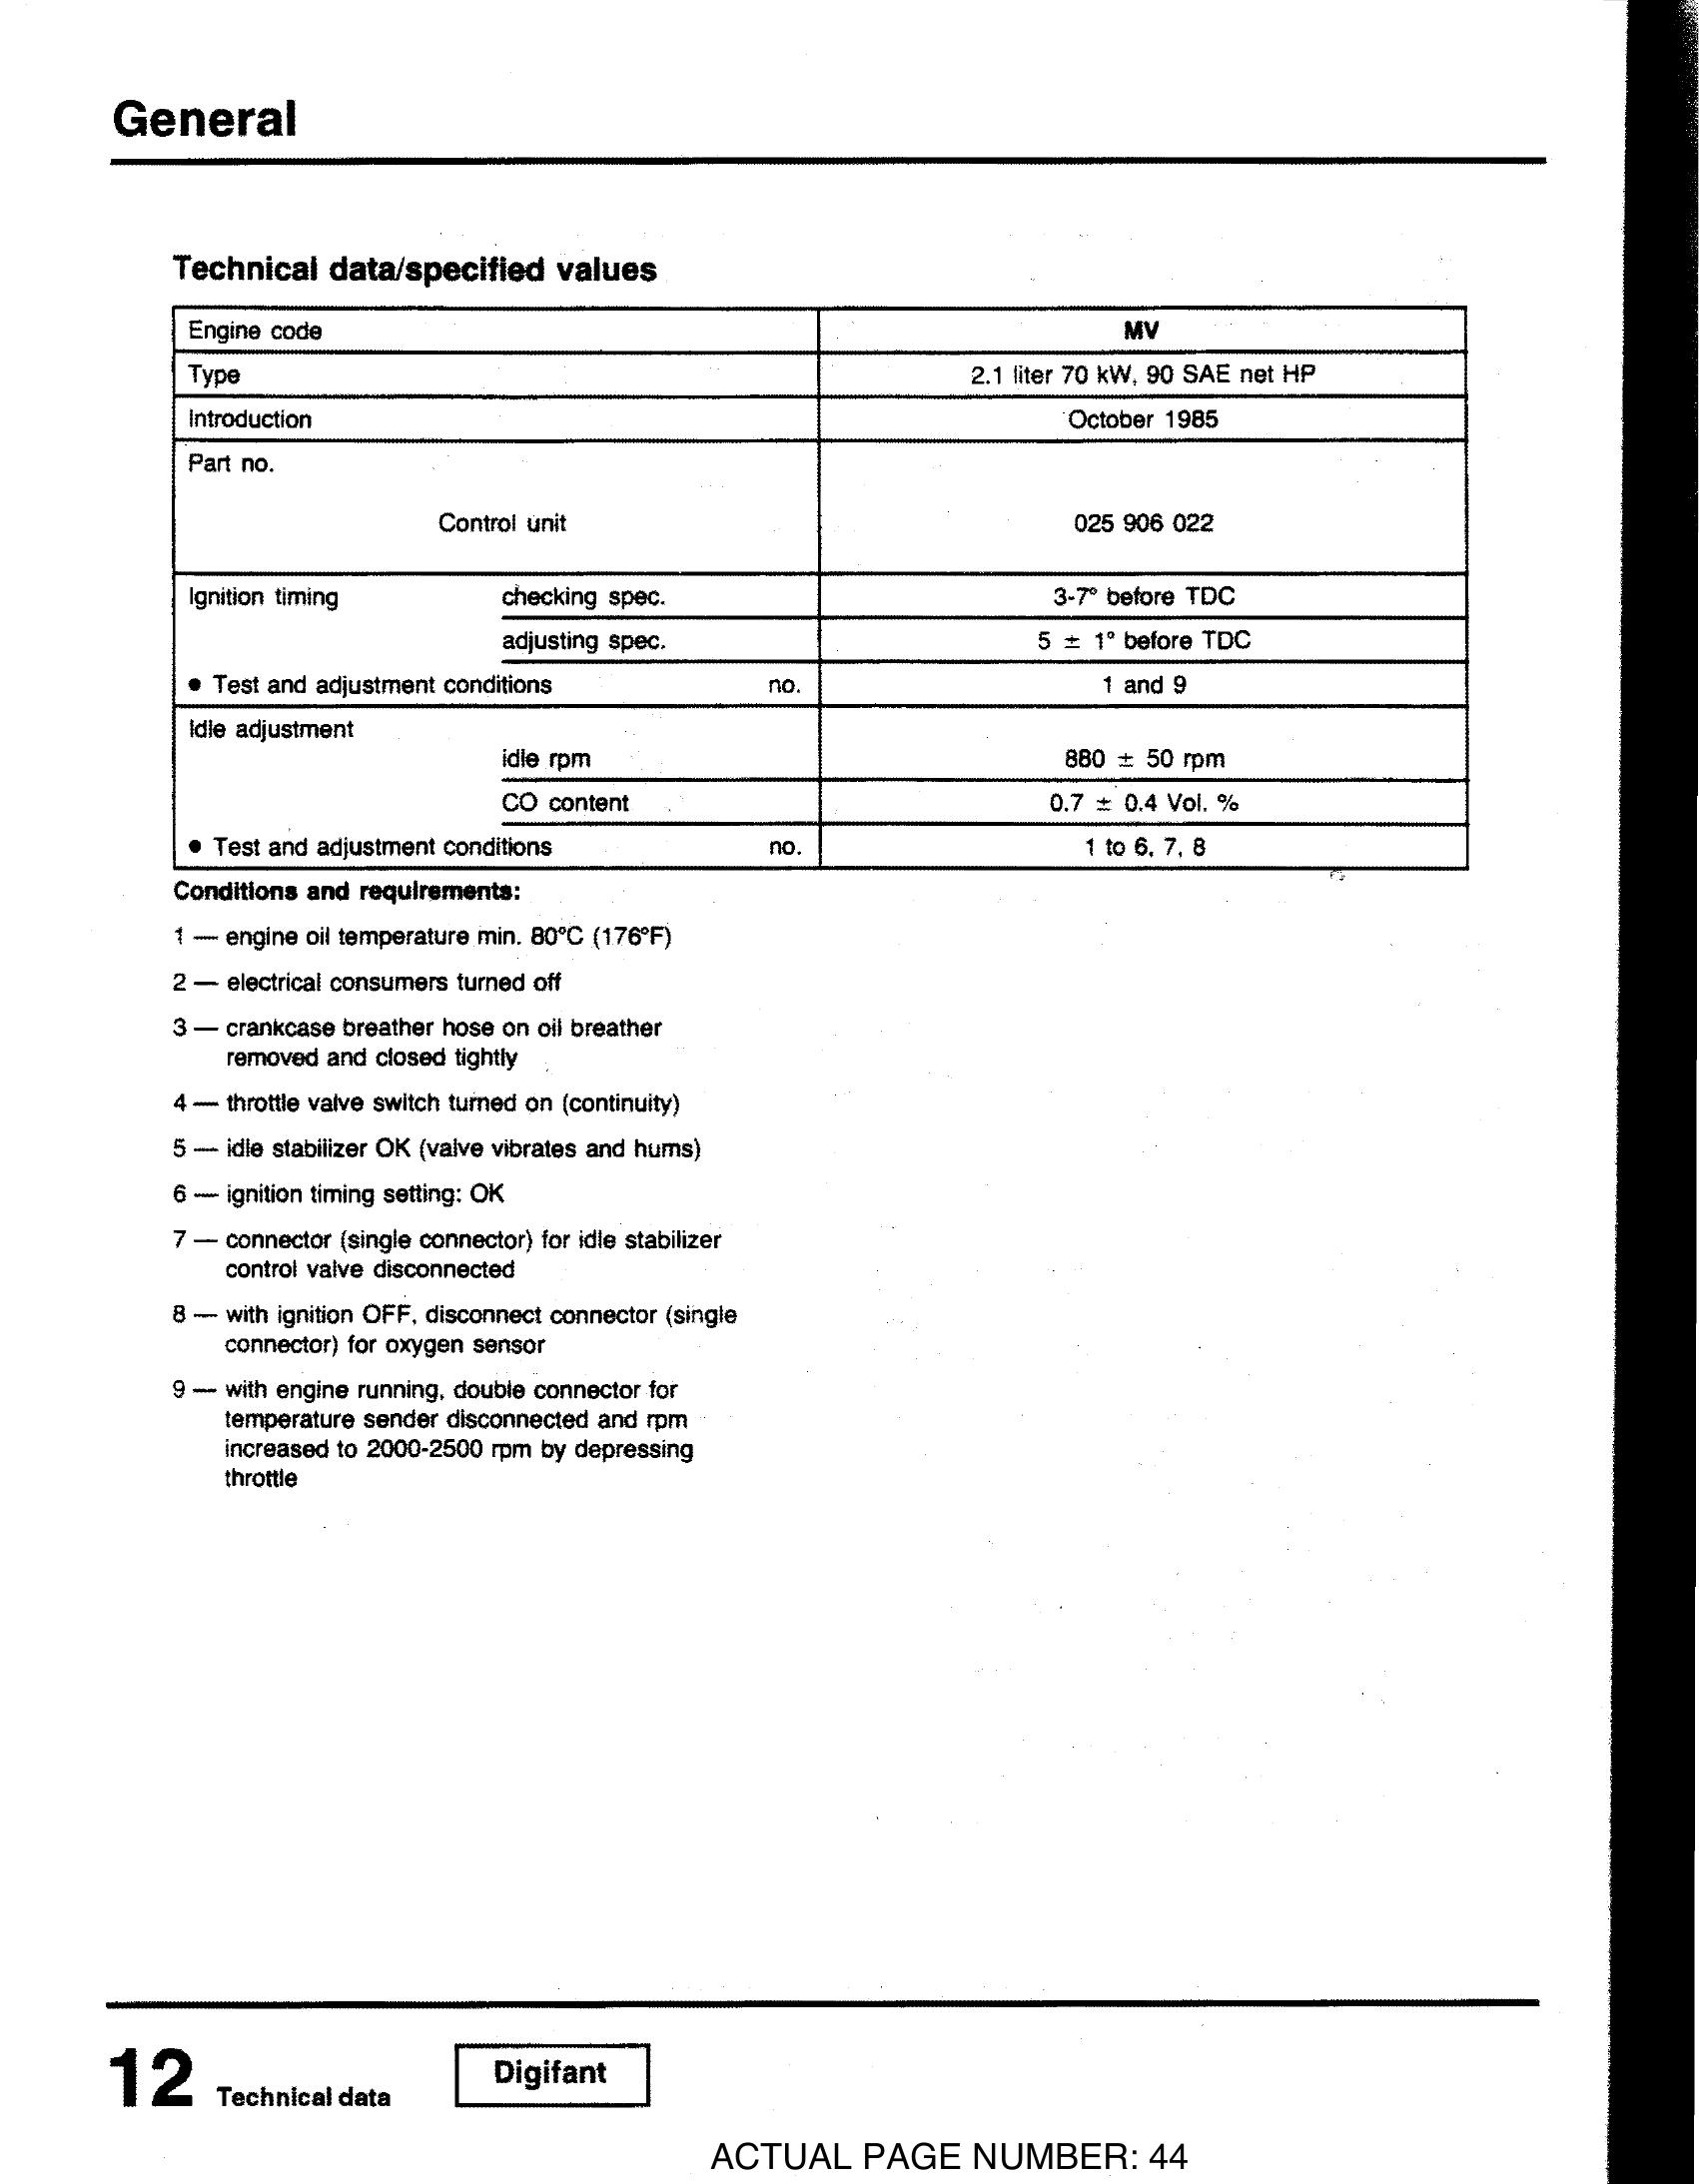 General
Technical data/specified values
Engine code MV
Type 2.1 liter 70 kW, 90 SAE net HP
Introduction October 1985
Part no.
Control unit 025 906 022
Ignition timing checking spec. 3-7° before TDC
adjusting spec. 5 ± 1° before TDC
● Test and adjustment conditions no. 1 and 9
Idle adjustment
idle rpm 880 ± 50 rpm
CO content 0.7 ± 0.4 Vol. %
● Test and adjustment conditions no. 1 to 6, 7, 8
Conditions and requirements:
1 — engine oil temperature min. 80°C (176°F)
2 — electrical consumers turned off
3 — crankcase breather hose on oil breather
removed and closed tightly
4 — throttle valve switch turned on (continuity)
5 — idle stabilizer OK (valve vibrates and hums)
6 — ignition timing setting: OK
7 — connector (single connector) for idle stabilizer
control valve disconnected
8 — with ignition OFF, disconnect connector (single
connector) for oxygen sensor
9 — with engine running, double connector for
temperature sender disconnected and rpm
increased to 2000-2500 rpm by depressing
throttle
12 Technical data Digifant
ACTUAL PAGE NUMBER: 44